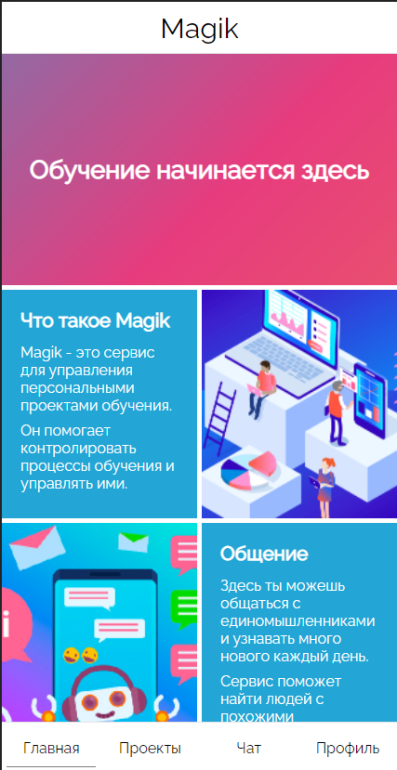 Magik
Обучение начинается здесь
Что такое Magik
Magik - это сервис
для управления
персональными
проектами обучения.
Он помогает
контролировать
процессы обучения и
управлять ими.
Общение
Здесь ты можешь
общаться с
единомышленниками
и узнавать много
нового каждый день.
Сервис поможет
найти людей с
похожими
Главная
Проекты
Чат
Профиль